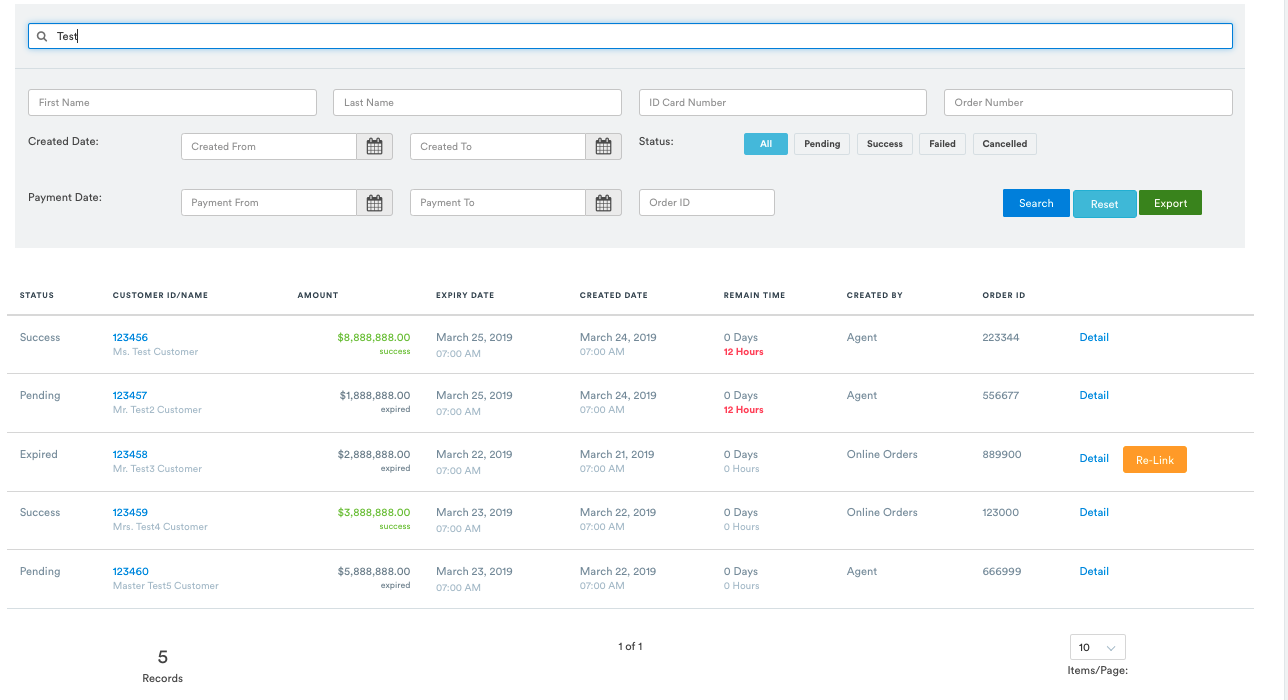 Test
First Name Last Name ID Card Number Order Number
Created Date: Created From Created To Status: All Pending Success Failed Cancelled
Payment Date: Payment From Payment To Order ID Search Reset Export
STATUS CUSTOMER ID/NAME AMOUNT EXPIRY DATE CREATED DATE REMAIN TIME CREATED BY ORDER ID
Success 123456 $8,888,888.00 March 25, 2019 March 24, 2019 0 Days Agent 223344 Detail
Ms. Test Customer success 07:00 AM 07:00 AM 12 Hours
Pending 123457 $1,888,888.00 March 25, 2019 March 24, 2019 0 Days Agent 556677 Detail
Mr. Test2 Customer expired 07:00 AM 07:00 AM 12 Hours
Expired 123458 $2,888,888.00 March 22, 2019 March 21, 2019 0 Days Online Orders 889900 Detail Re-Link
Mr. Test3 Customer expired 07:00 AM 07:00 AM 0 Hours
Success 123459 $3,888,888.00 March 23, 2019 March 22, 2019 0 Days Online Orders 123000 Detail
Mrs. Test4 Customer success 07:00 AM 07:00 AM 0 Hours
Pending 123460 $5,888,888.00 March 23, 2019 March 22, 2019 0 Days Agent 666999 Detail
Master Test5 Customer expired 07:00 AM 07:00 AM 0 Hours
5 1 of 1 10
Records Items/Page: